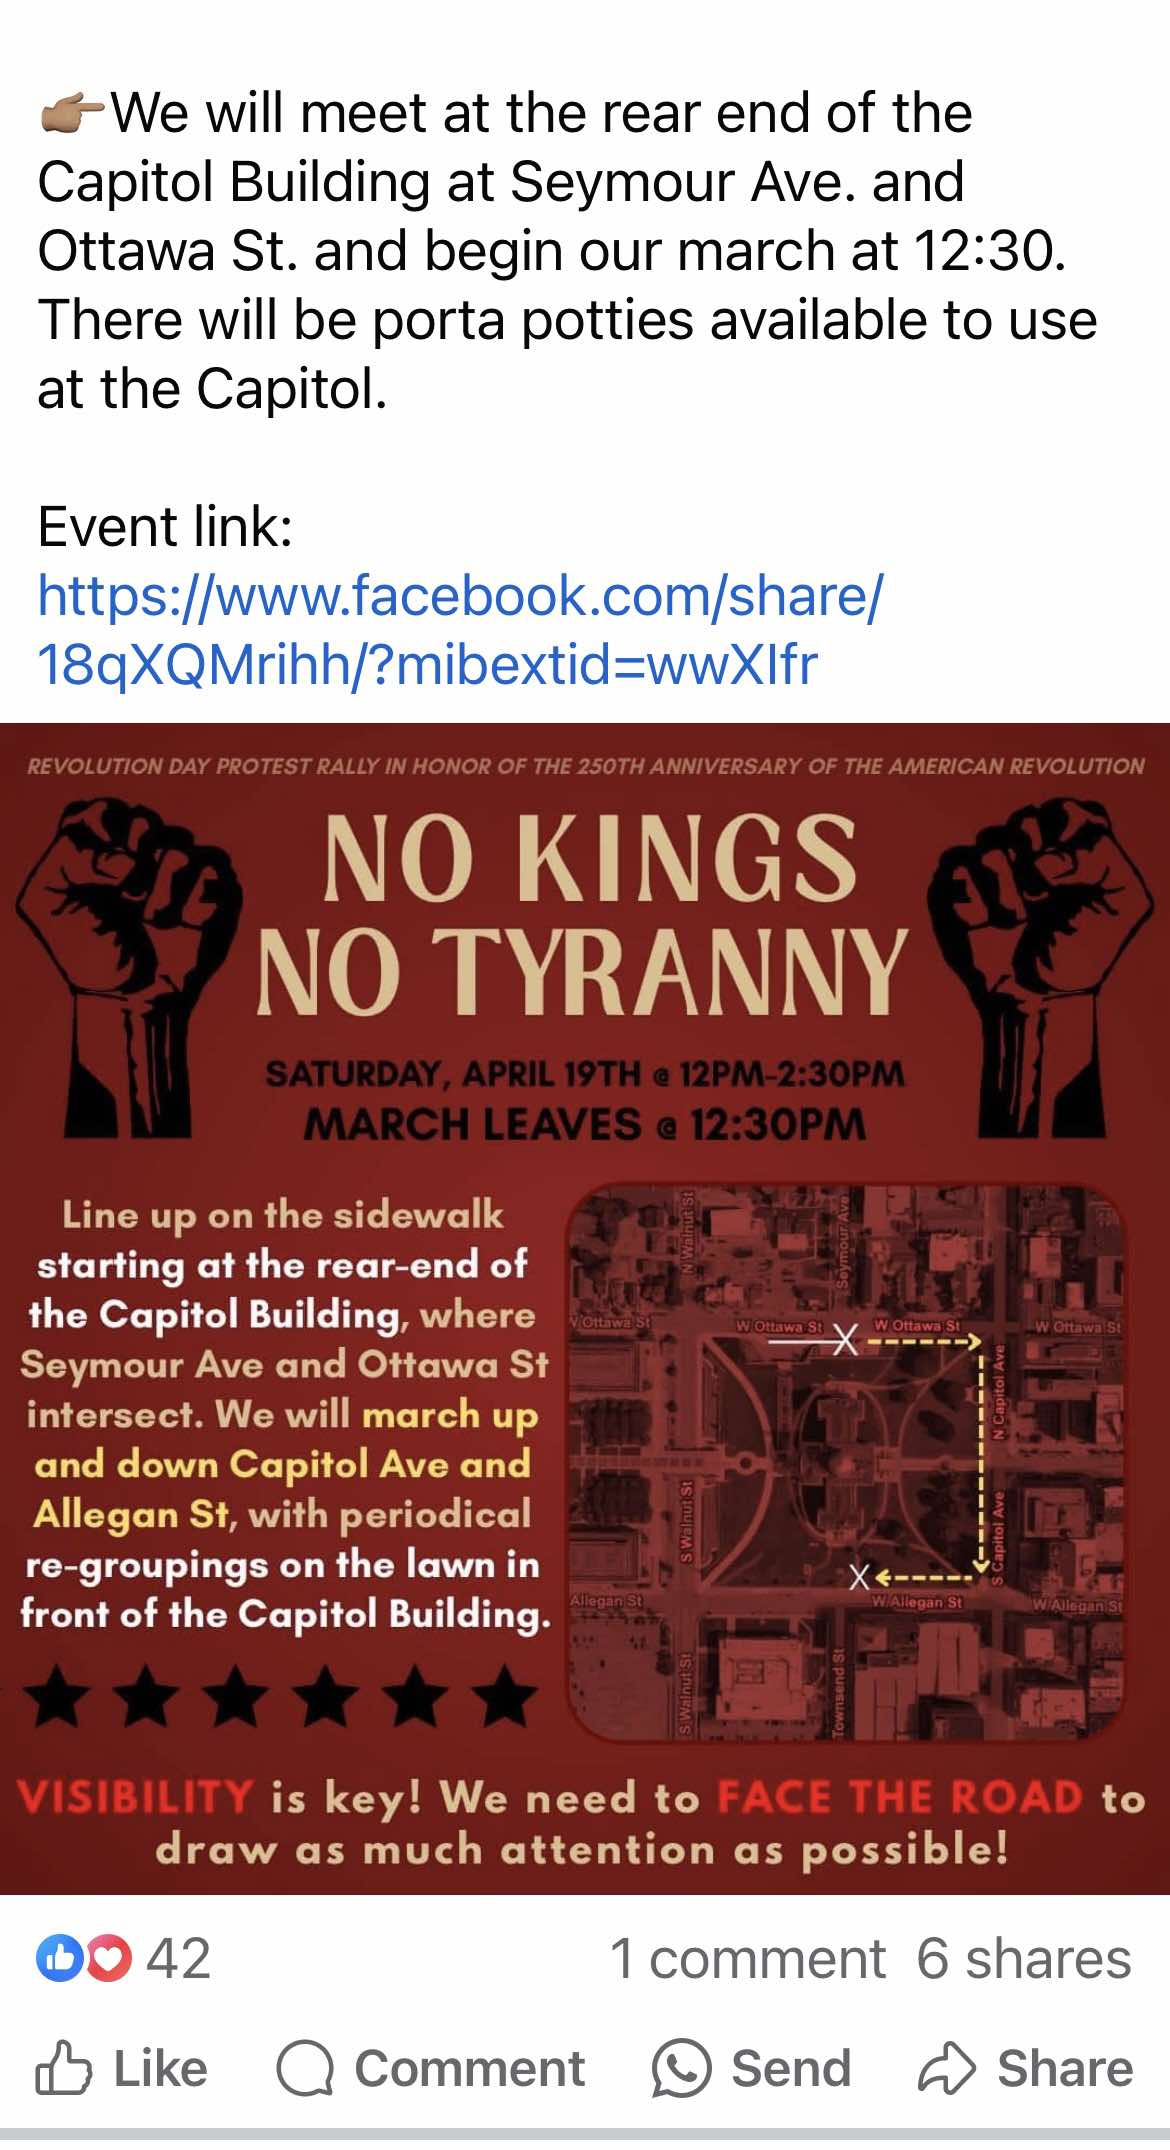 👉🏽We will meet at the rear end of the
Capitol Building at Seymour Ave. and
Ottawa St. and begin our march at 12:30.
There will be porta potties available to use
at the Capitol.
Event link:
https://www.facebook.com/share/
18qXQMrihh/?mibextid=wwXIfr
REVOLUTION DAY PROTEST RALLY IN HONOR OF THE 250TH ANNIVERSARY OF THE AMERICAN REVOLUTION
NO KINGS
NO TYRANNY
SATURDAY, APRIL 19TH @ 12PM-2:30PM
MARCH LEAVES @ 12:30PM
Line up on the sidewalk
starting at the rear-end of
the Capitol Building, where
Seymour Ave and Ottawa St
intersect. We will march up
and down Capitol Ave and
Allegan St, with periodical
re-groupings on the lawn in
front of the Capitol Building.
N Walnut St
Seymour Ave
W Ottawa St
W Ottawa St
W Ottawa St
W Ottawa St
X
N Capitol Ave
S Walnut St
S Capitol Ave
X
Allegan St
W Allegan St
W Allegan St
S Walnut St
Townsend St
VISIBILITY is key! We need to FACE THE ROAD to
draw as much attention as possible!
42
1 comment 6 shares
Like
Comment
Send
Share